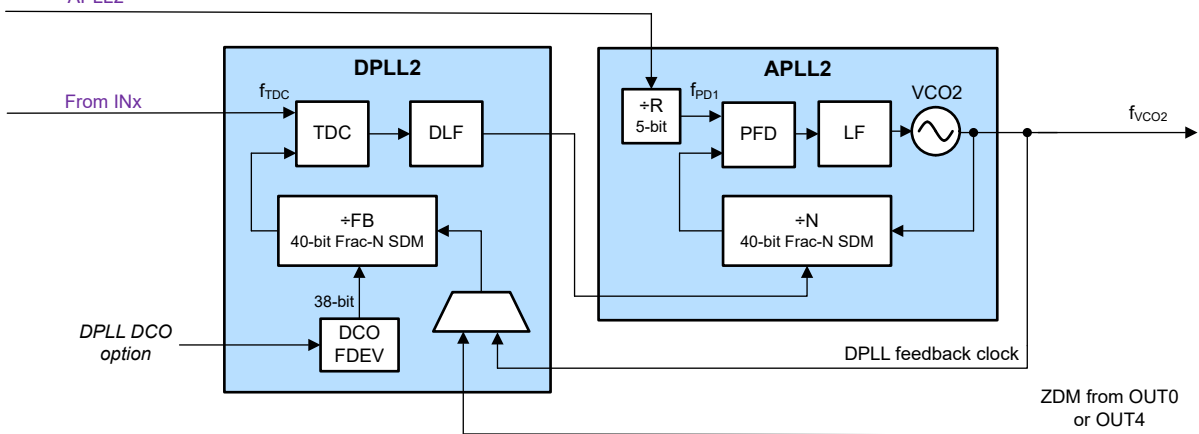 APLL2
DPLL2
APLL2
From INx
f_TDC
TDC
DLF
÷R
5-bit
f_PD1
PFD
LF
VCO2
f_VCO2
÷FB
40-bit Frac-N SDM
÷N
40-bit Frac-N SDM
38-bit
DPLL DCO
option
DCO
FDEV
DPLL feedback clock
ZDM from OUT0
or OUT4